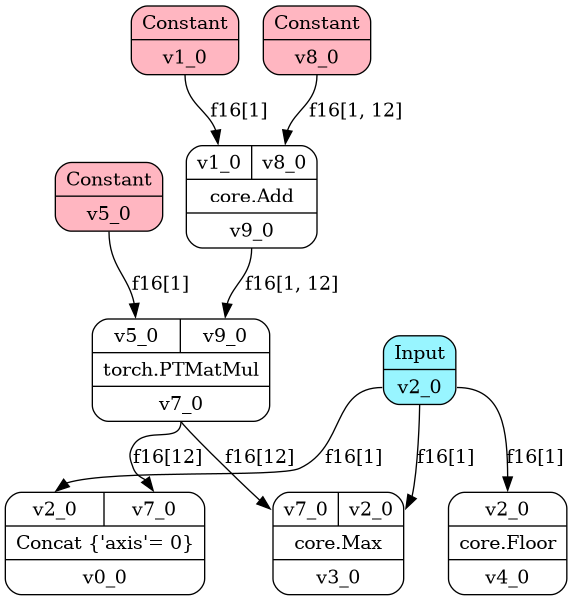 Constant
v1_0
Constant
v8_0
f16[1]
f16[1, 12]
v1_0 v8_0
core.Add
v9_0
Constant
v5_0
f16[1]
f16[1, 12]
v5_0 v9_0
torch.PTMatMul
v7_0
Input
v2_0
f16[12]
f16[12]
f16[1]
f16[1]
f16[1]
v2_0 v7_0
Concat {'axis'= 0}
v0_0
v7_0 v2_0
core.Max
v3_0
v2_0
core.Floor
v4_0